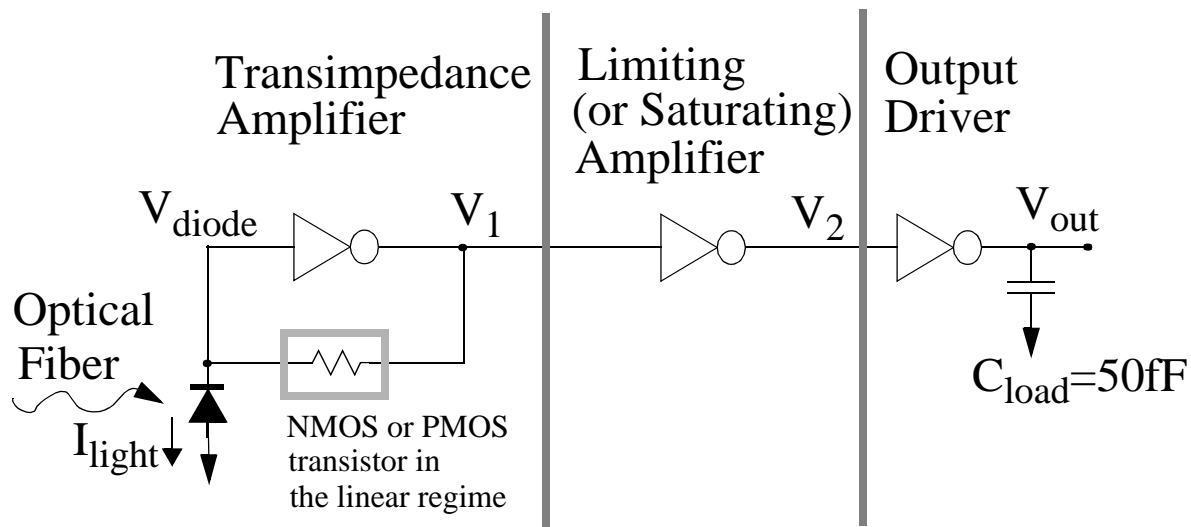 Transimpedance
Amplifier
Limiting
(or Saturating)
Amplifier
Output
Driver
V_diode
V_1
V_2
V_out
Optical
Fiber
I_light
NMOS or PMOS
transistor in
the linear regime
C_load=50fF